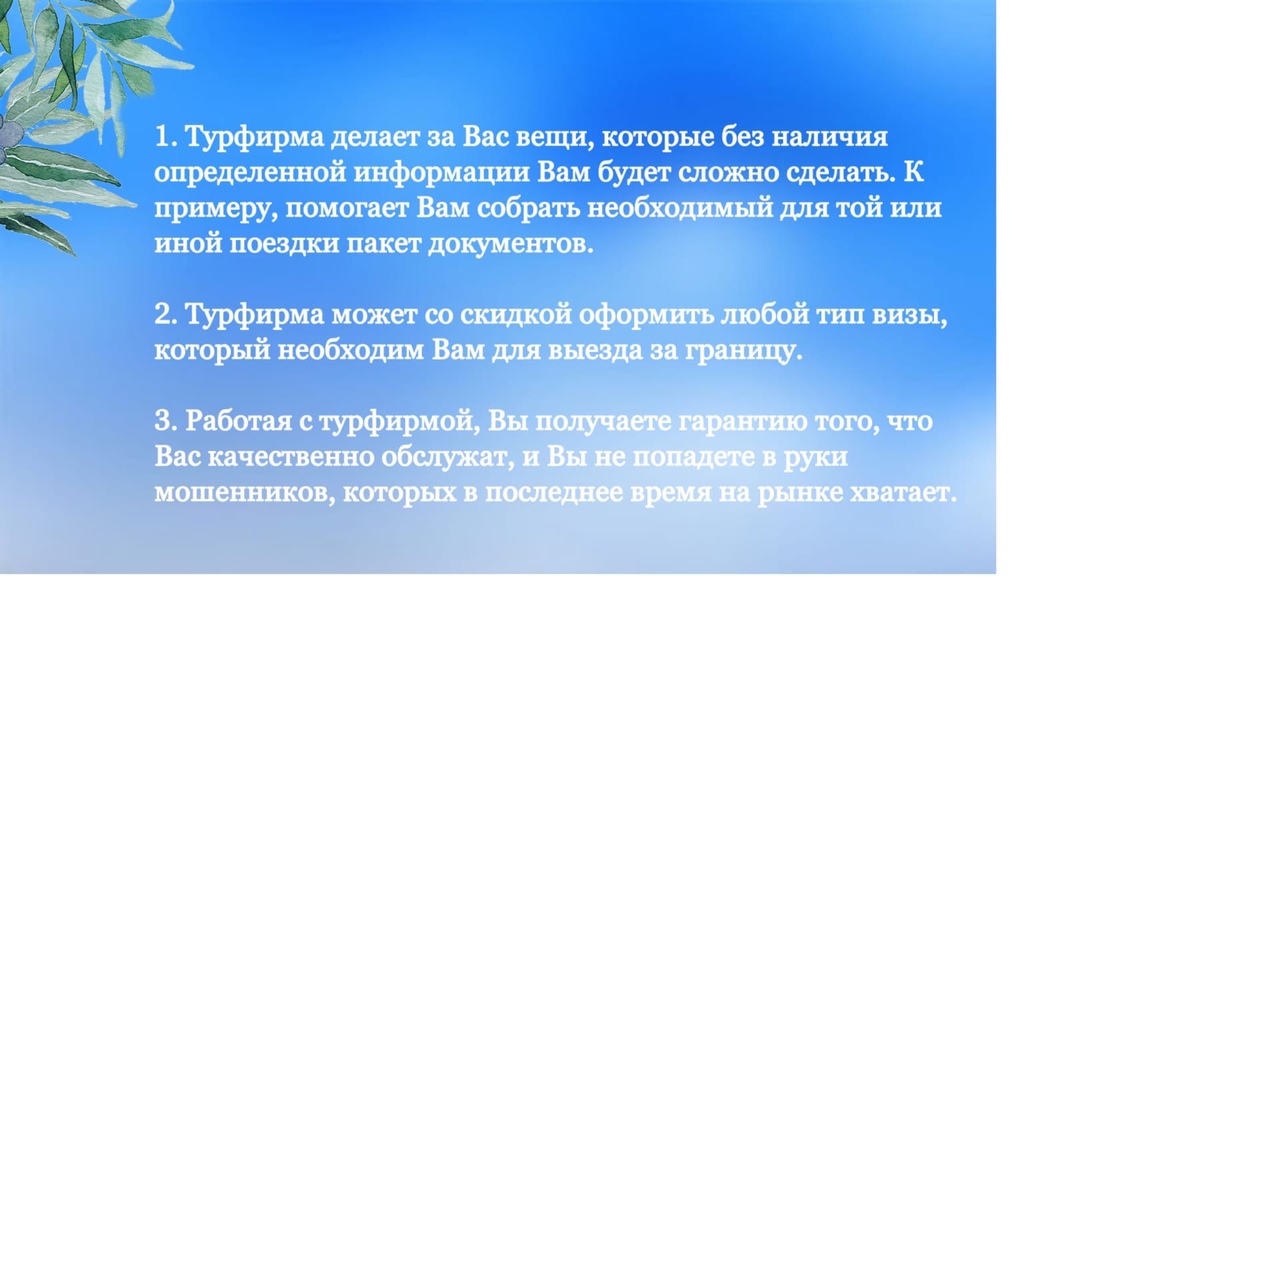 1. Турфирма делает за Вас вещи, которые без наличия
определенной информации Вам будет сложно сделать. К
примеру, помогает Вам собрать необходимый для той или
иной поездки пакет документов.
2. Турфирма может со скидкой оформить любой тип визы,
который необходим Вам для выезда за границу.
3. Работая с турфирмой, Вы получаете гарантию того, что
Вас качественно обслужат, и Вы не попадете в руки
мошенников, которых в последнее время на рынке хватает.